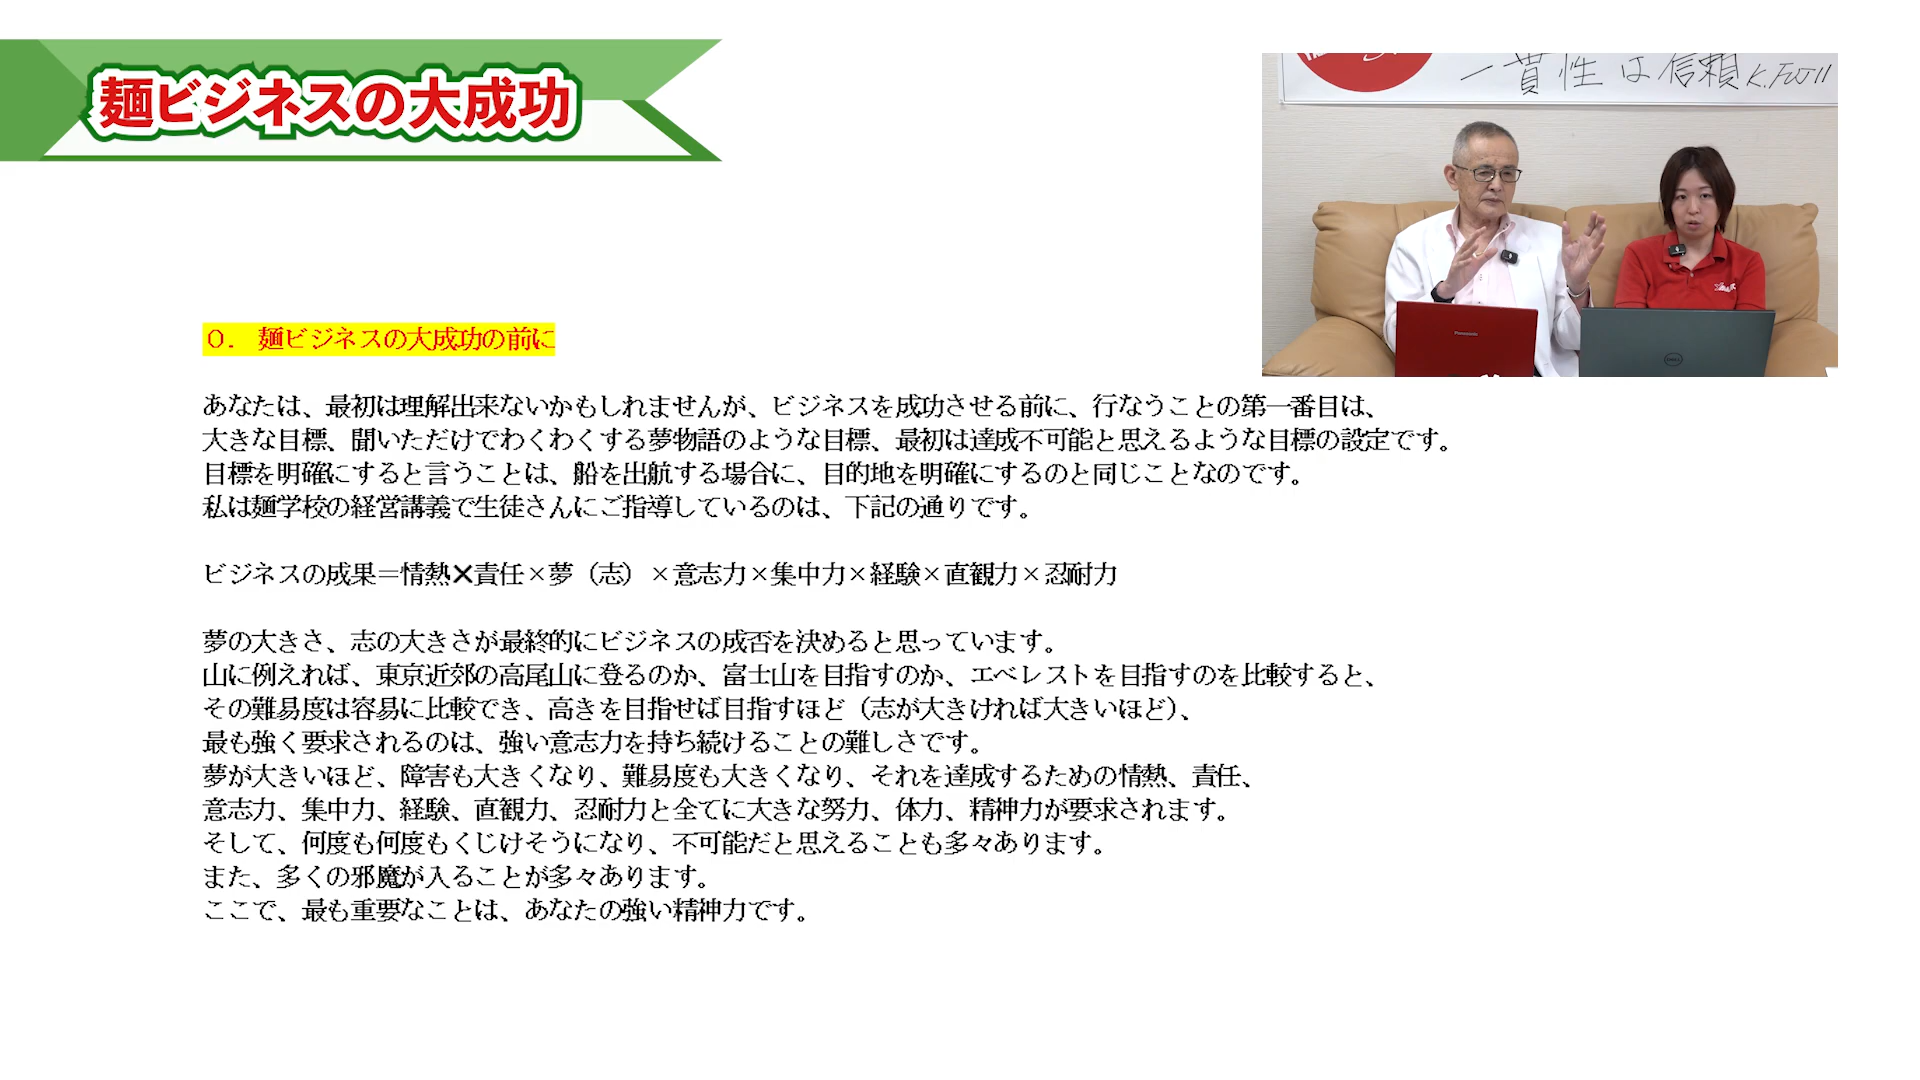 麺ビジネスの大成功
一貫性は信頼 K.FUJII
0. 麺ビジネスの大成功の前に
あなたは、最初は理解出来ないかもしれませんが、ビジネスを成功させる前に、行なうことの第一番目は、
大きな目標、聞いただけでわくわくする夢物語のような目標、最初は達成不可能と思えるような目標の設定です。
目標を明確にすると言うことは、船を出航する場合に、目的地を明確にするのと同じことなのです。
私は麺学校の経営講義で生徒さんにご指導しているのは、下記の通りです。
ビジネスの成果＝情熱✕責任×夢（志）×意志力×集中力×経験×直観力×忍耐力
夢の大きさ、志の大きさが最終的にビジネスの成否を決めると思っています。
山に例えれば、東京近郊の高尾山に登るのか、富士山を目指すのか、エベレストを目指すのを比較すると、
その難易度は容易に比較でき、高きを目指せば目指すほど（志が大きければ大きいほど）、
最も強く要求されるのは、強い意志力を持ち続けることの難しさです。
夢が大きいほど、障害も大きくなり、難易度も大きくなり、それを達成するための情熱、責任、
意志力、集中力、経験、直観力、忍耐力と全てに大きな努力、体力、精神力が要求されます。
そして、何度も何度もくじけそうになり、不可能だと思えることも多々あります。
また、多くの邪魔が入ることが多々あります。
ここで、最も重要なことは、あなたの強い精神力です。
Panasonic
DELL